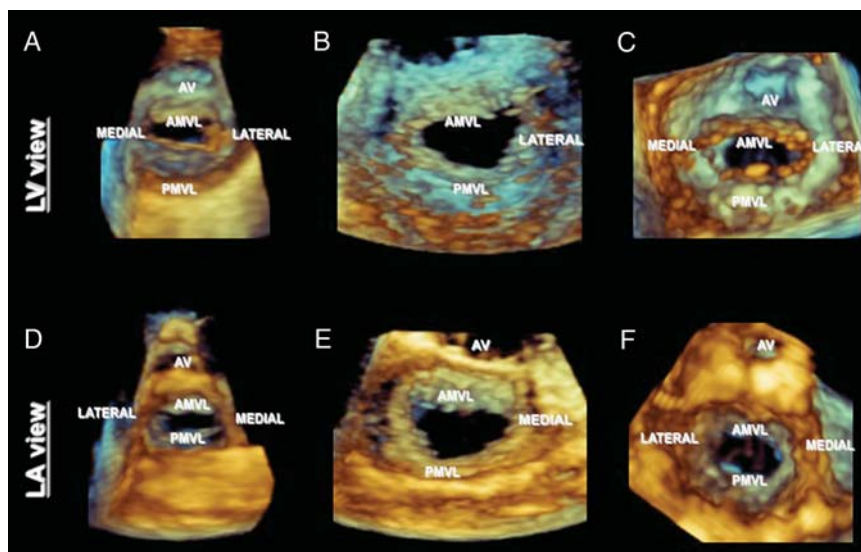 A
AV
AMVL
MEDIAL LATERAL
PMVL
B
AMVL
LATERAL
PMVL
C
AV
MEDIAL AMVL LATERAL
PMVL
LV view
D
AV
LATERAL AMVL MEDIAL
PMVL
E
AV
AMVL
MEDIAL
PMVL
F
AV
AMVL
LATERAL MEDIAL
PMVL
LA view